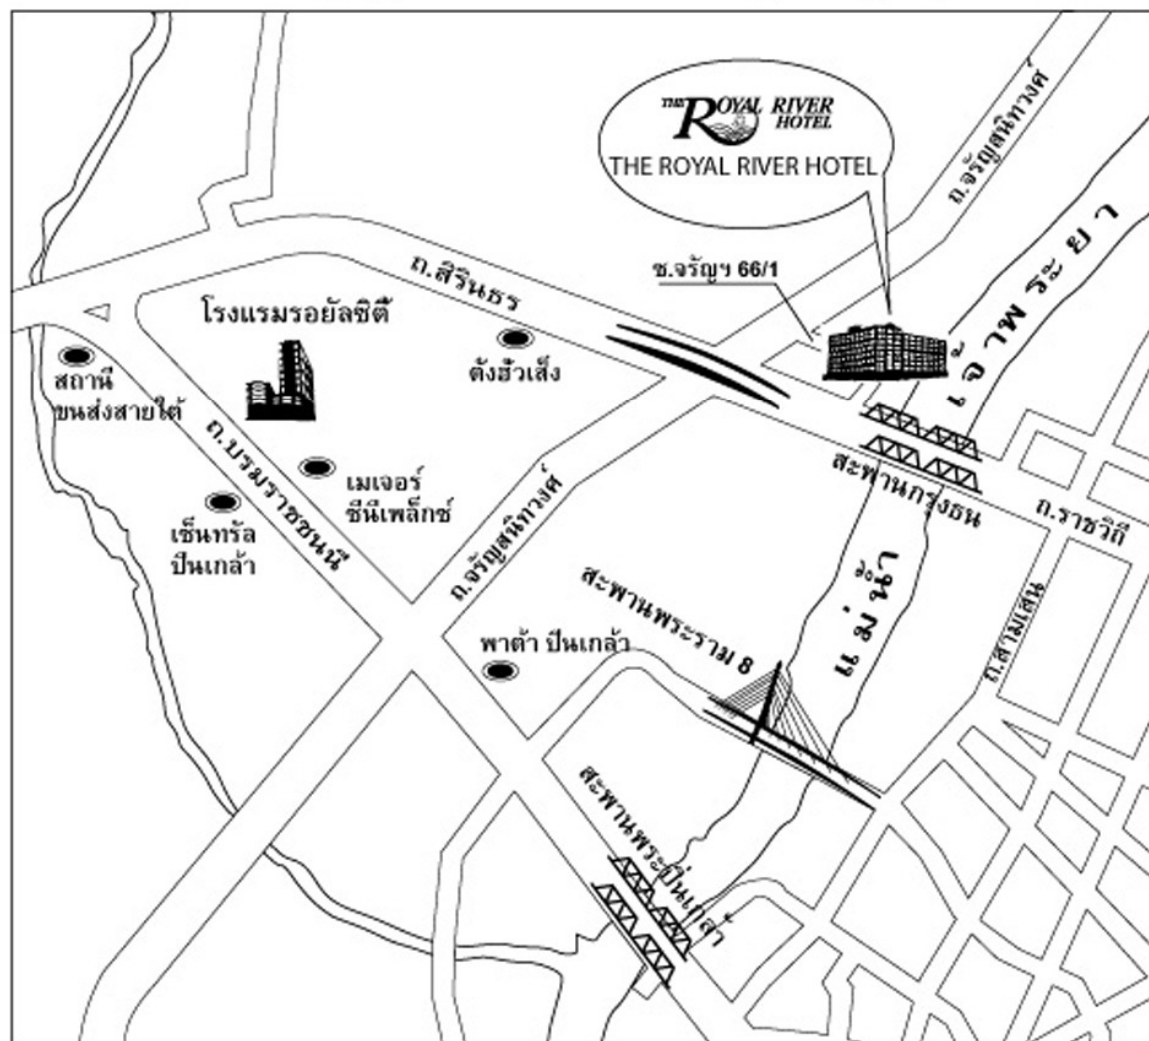 THE ROYAL RIVER
HOTEL
THE ROYAL RIVER HOTEL
ถ.จรัญสนิทวงศ์
ซ.จรัญฯ 66/1
ถ.สิรินธร
โรงแรมรอยัลซิตี้
ตั้งฮั่วเส็ง
สถานี
ขนส่งสายใต้
ถ.บรมราชชนนี
เมเจอร์
ซีนีเพล็กซ์
เซ็นทรัล
ปิ่นเกล้า
ถ.จรัญสนิทวงศ์
สะพานกรุงธน
ถ.ราชวิถี
แม่น้ำ
เจ้าพระยา
ถ.สามเสน
สะพานพระราม 8
พาต้า ปิ่นเกล้า
สะพานพระปิ่นเกล้า